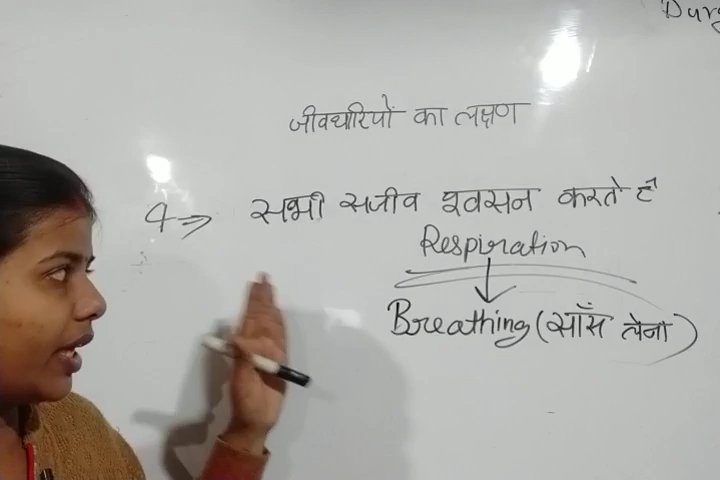 जीवधारियों का लक्षण
4⇒ सभी सजीव श्वसन करते हैं
Respiration
Breathing (साँस लेना)